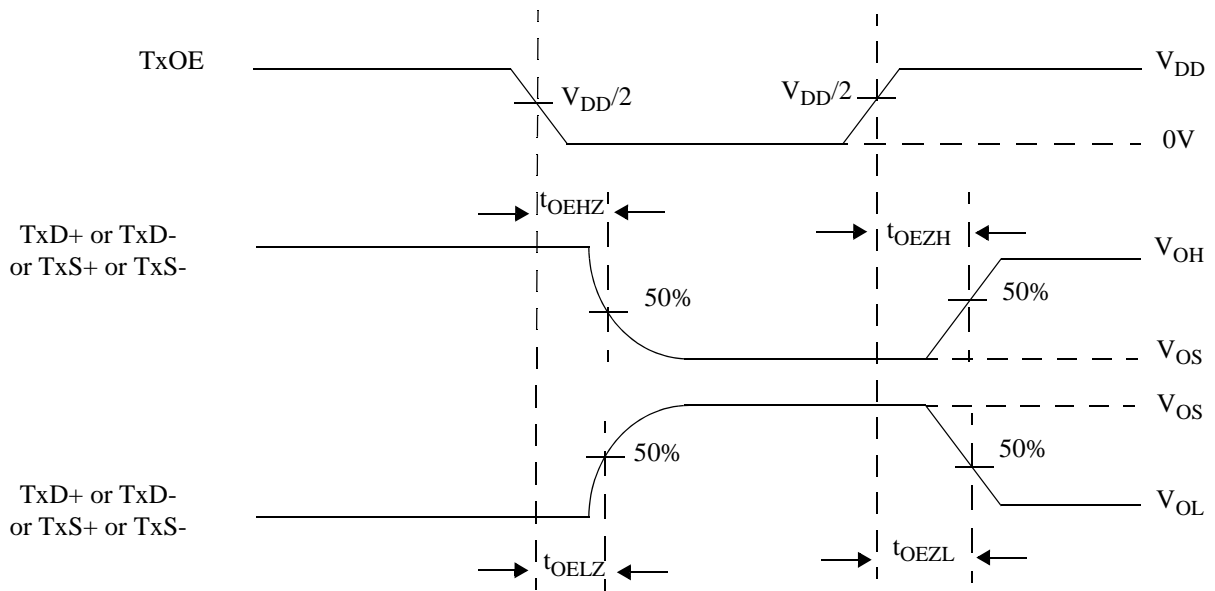 TxOE
V_DD/2
V_DD/2
V_DD
0V
t_OEHZ
t_OEZH
TxD+ or TxD-
or TxS+ or TxS-
50%
50%
V_OH
V_OS
V_OS
50%
50%
TxD+ or TxD-
or TxS+ or TxS-
V_OL
t_OELZ
t_OEZL